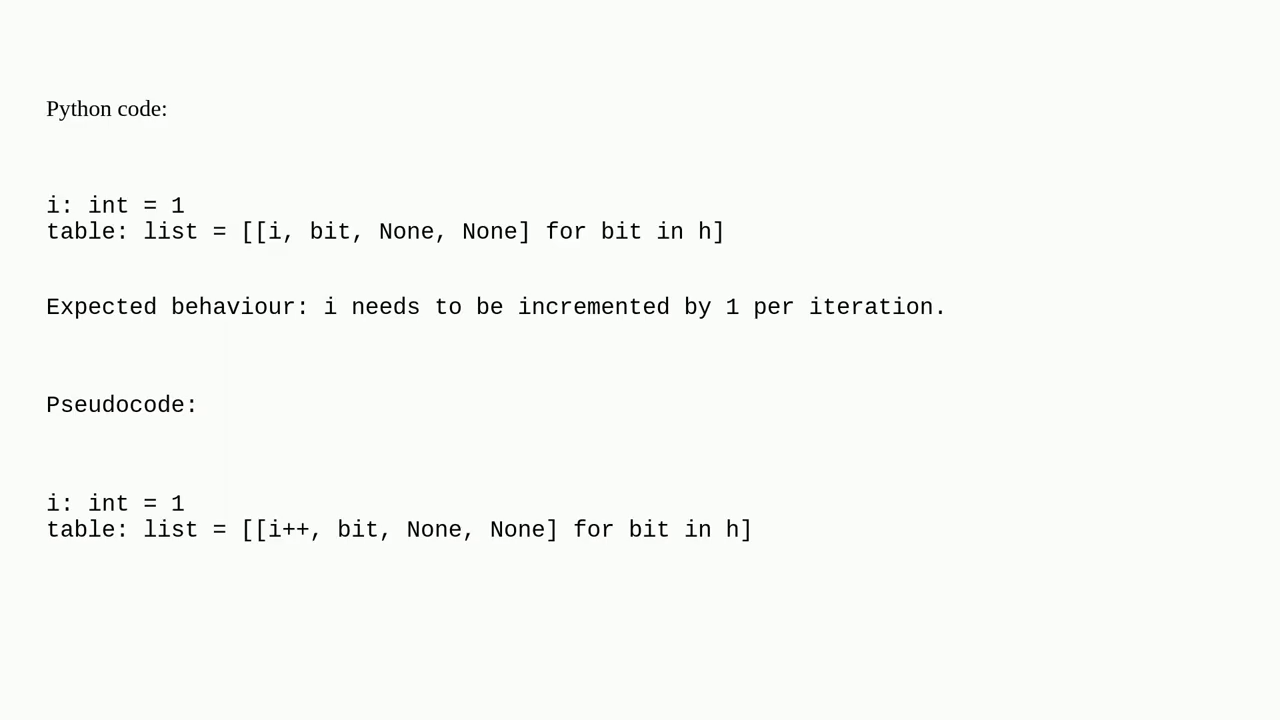 Python code:
i: int = 1
table: list = [[i, bit, None, None] for bit in h]
Expected behaviour: i needs to be incremented by 1 per iteration.
Pseudocode:
i: int = 1
table: list = [[i++, bit, None, None] for bit in h]